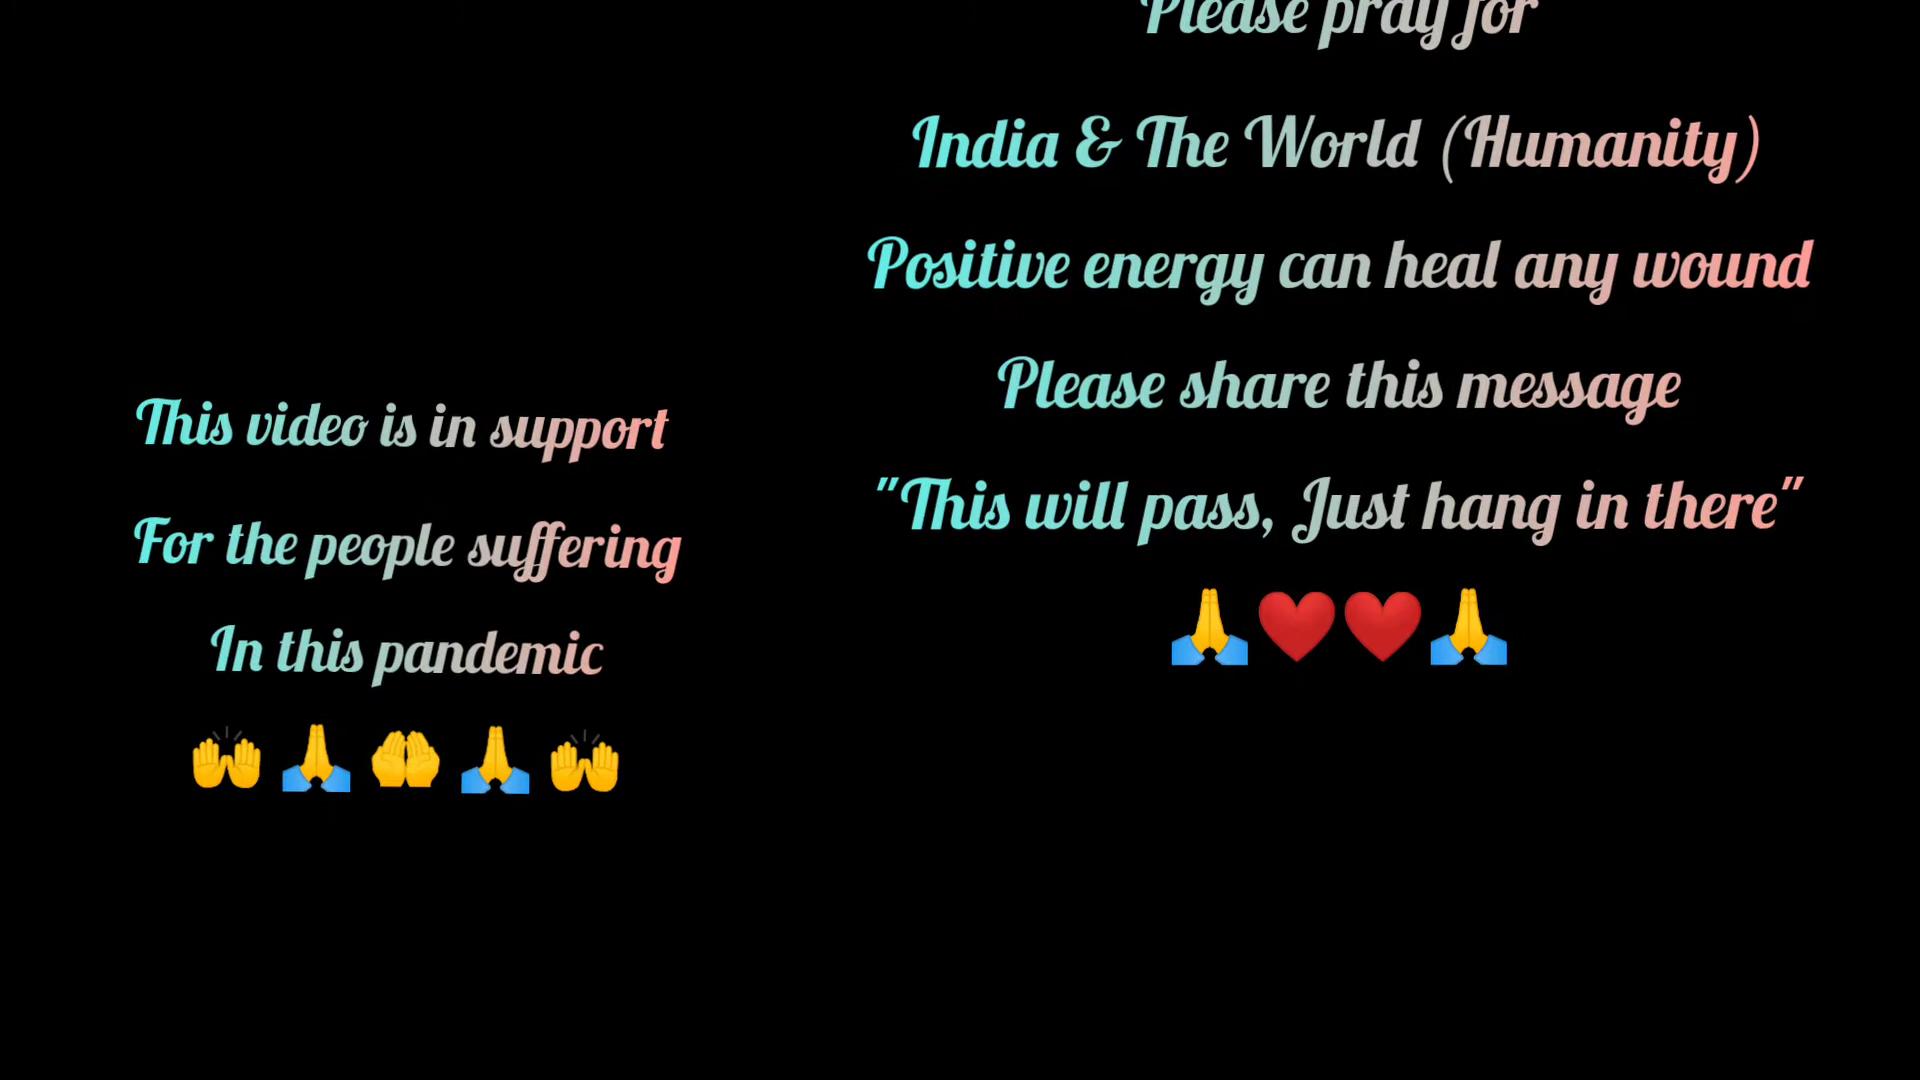 This video is in support
For the people suffering
In this pandemic
🙌🙏🤲🙏🙌
Please pray for
India & The World (Humanity)
Positive energy can heal any wound
Please share this message
"This will pass, Just hang in there"
🙏❤️❤️🙏